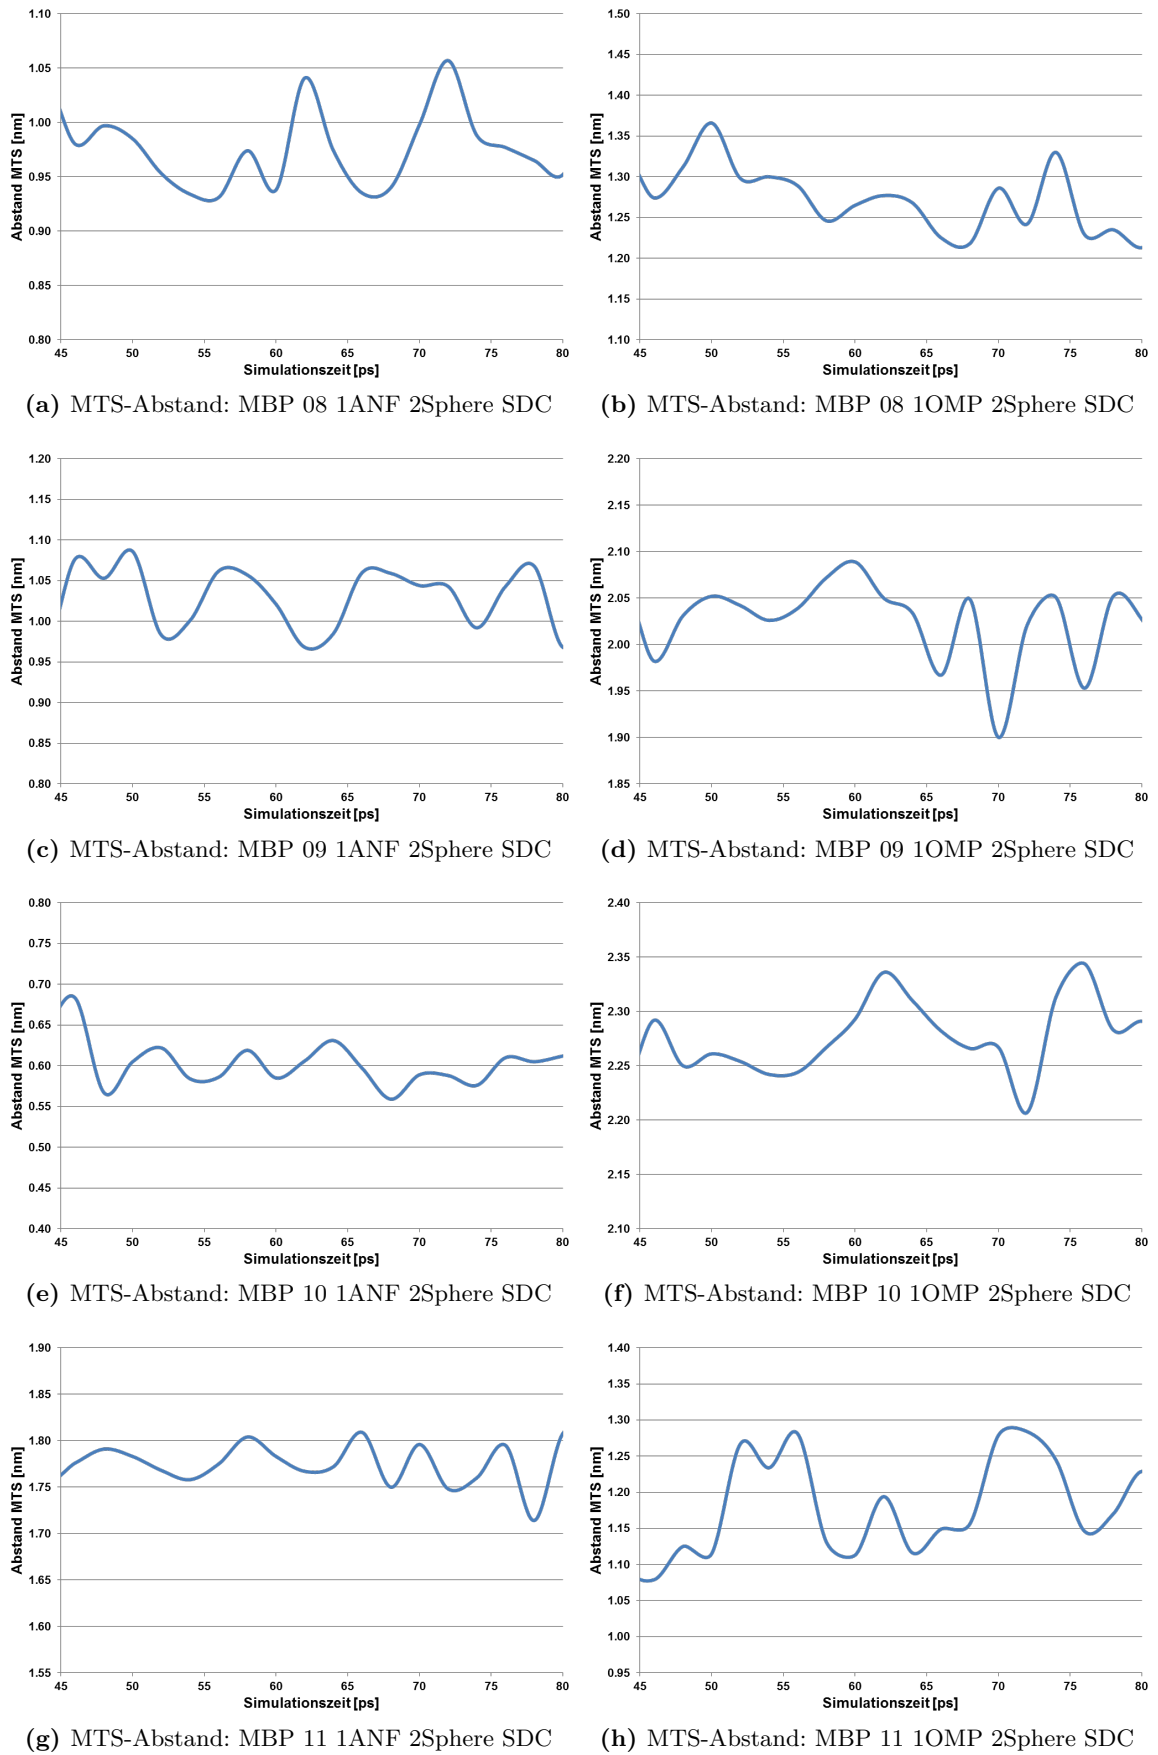 Abstand MTS [nm]
1.10
1.05
1.00
0.95
0.90
0.85
0.80
45 50 55 60 65 70 75 80
Simulationszeit [ps]
(a) MTS-Abstand: MBP 08 1ANF 2Sphere SDC
Abstand MTS [nm]
1.50
1.40
1.40
1.35
1.30
1.25
1.20
1.15
1.10
45 50 55 60 65 70 75 80
Simulationszeit [ps]
(b) MTS-Abstand: MBP 08 1OMP 2Sphere SDC
Abstand MTS [nm]
1.20
1.15
1.10
1.05
1.00
0.95
0.90
0.85
0.80
45 50 55 60 65 70 75 80
Simulationszeit [ps]
(c) MTS-Abstand: MBP 09 1ANF 2Sphere SDC
Abstand MTS [nm]
2.20
2.15
2.10
2.05
2.00
1.95
1.90
1.85
45 50 55 60 65 70 75 80
Simulationszeit [ps]
(d) MTS-Abstand: MBP 09 1OMP 2Sphere SDC
Abstand MTS [nm]
0.80
0.75
0.70
0.65
0.60
0.55
0.50
0.45
0.40
45 50 55 60 65 70 75 80
Simulationszeit [ps]
(e) MTS-Abstand: MBP 10 1ANF 2Sphere SDC
Abstand MTS [nm]
2.40
2.35
2.30
2.25
2.20
2.15
2.10
45 50 55 60 65 70 75 80
Simulationszeit [ps]
(f) MTS-Abstand: MBP 10 1OMP 2Sphere SDC
Abstand MTS [nm]
1.90
1.85
1.80
1.75
1.70
1.65
1.60
1.55
45 50 55 60 65 70 75 80
Simulationszeit [ps]
(g) MTS-Abstand: MBP 11 1ANF 2Sphere SDC
Abstand MTS [nm]
1.40
1.30
1.30
1.25
1.20
1.15
1.10
1.05
1.00
0.95
45 50 55 60 65 70 75 80
Simulationszeit [ps]
(h) MTS-Abstand: MBP 11 1OMP 2Sphere SDC